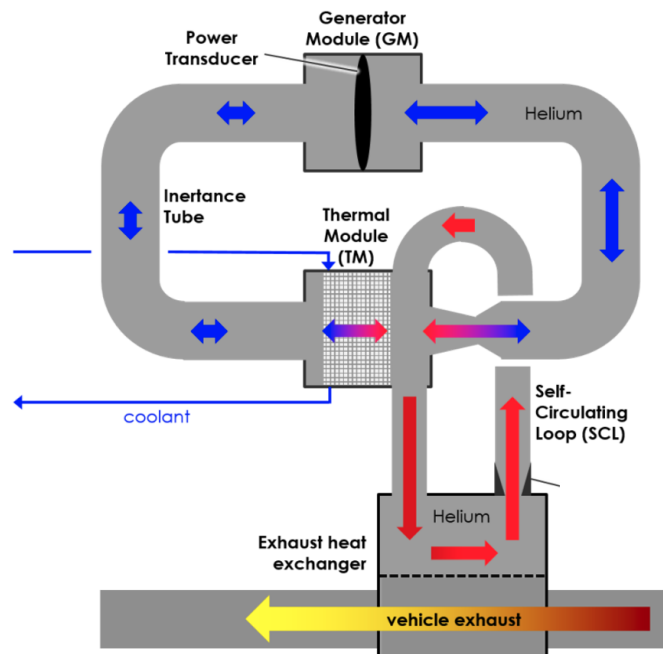 Generator
Module (GM)
Power
Transducer
Helium
Inertance
Tube
Thermal
Module
(TM)
Self-
Circulating
Loop (SCL)
coolant
Helium
Exhaust heat
exchanger
vehicle exhaust